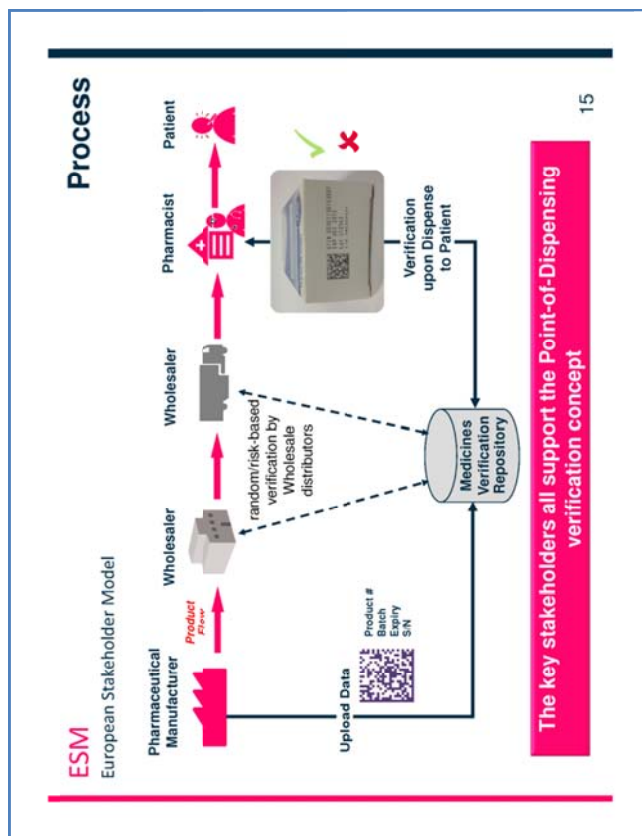 ESM
European Stakeholder Model
Process
Pharmaceutical
Manufacturer
Product
Flow
Wholesaler
Wholesaler
Pharmacist
Patient
random/risk-based
verification by
Wholesale
distributors
Upload Data
Product #
Batch
Expiry
S/N
Medicines
Verification
Repository
Verification
upon Dispense
to Patient
The key stakeholders all support the Point-of-Dispensing
verification concept
15